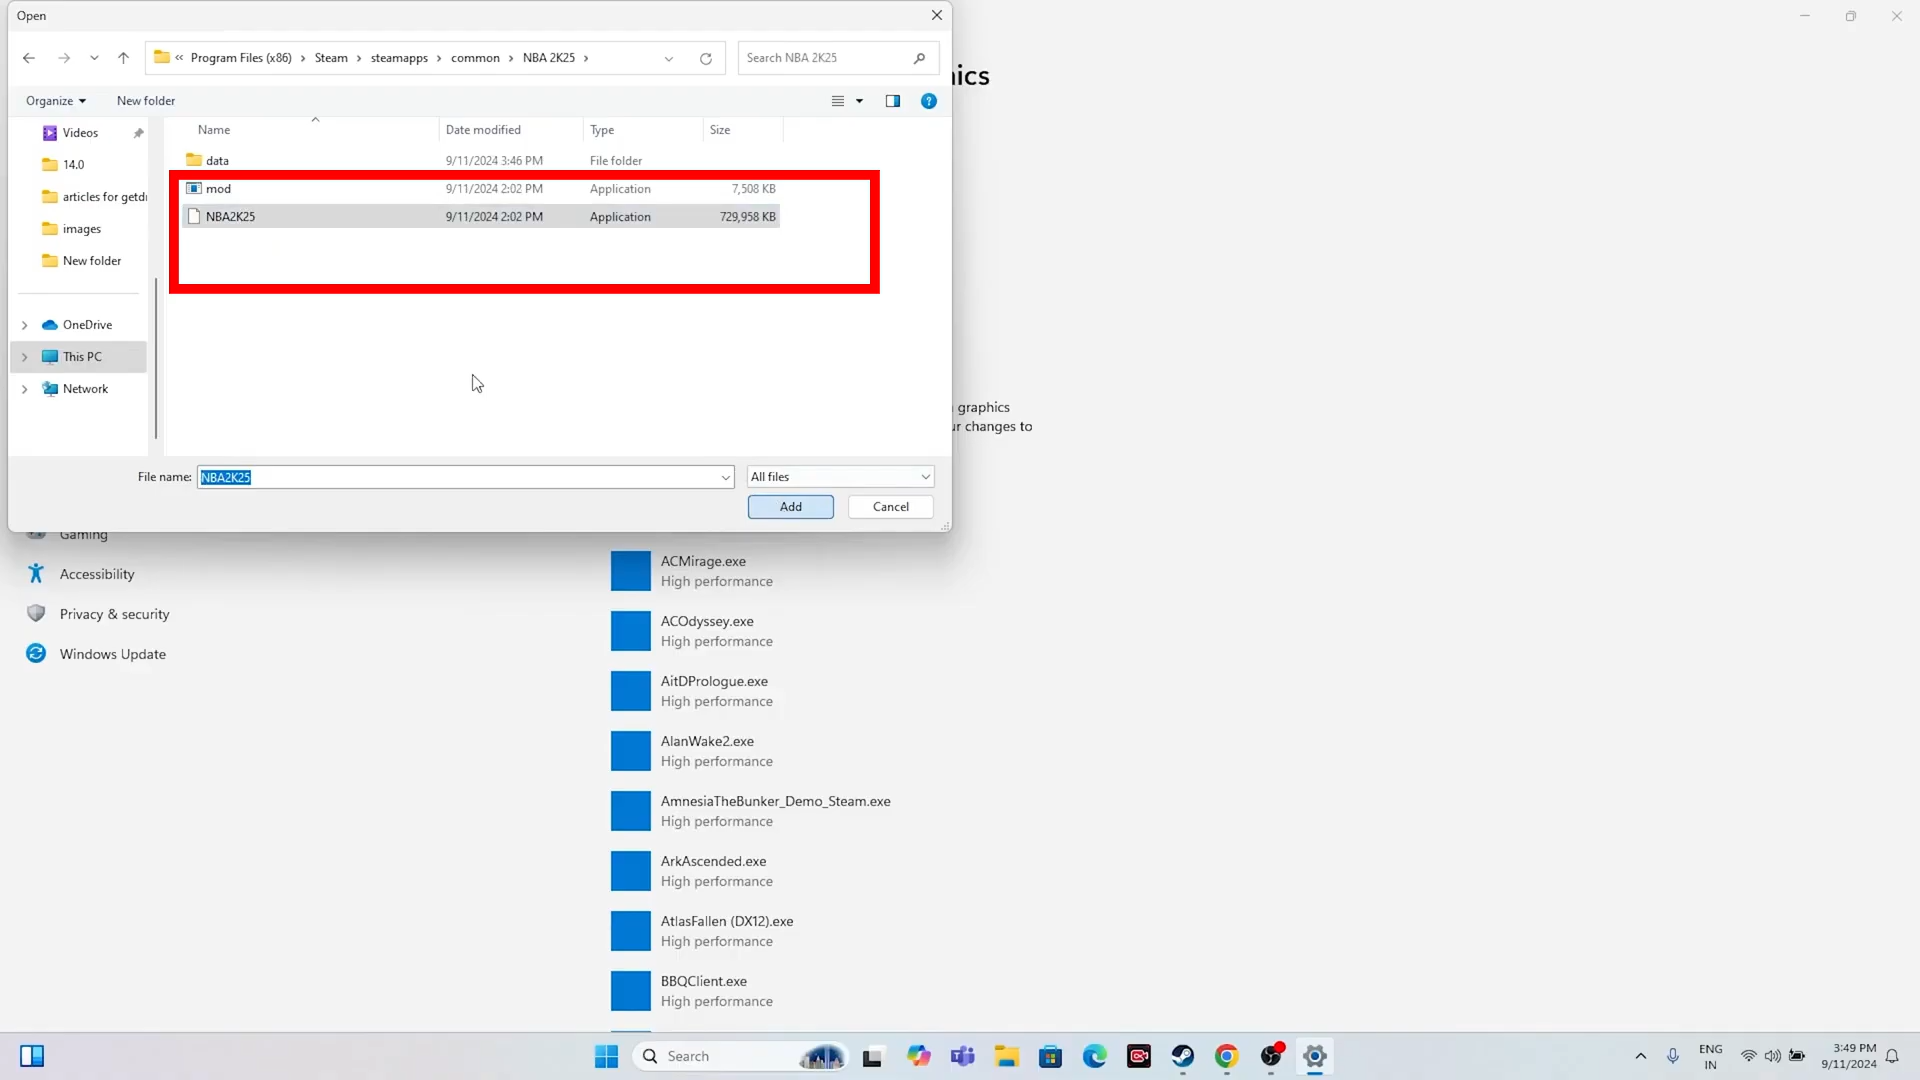 Open
Program Files (x86) › Steam › steamapps › common › NBA 2K25 ›
Search NBA 2K25
Organize
New folder
Name
Date modified
Type
Size
data
9/11/2024 3:46 PM
File folder
mod
9/11/2024 2:02 PM
Application
7,508 KB
NBA2K25
9/11/2024 2:02 PM
Application
729,958 KB
Videos
14.0
articles for getd
images
New folder
OneDrive
This PC
Network
File name:
NBA2K25
All files
Add
Cancel
ics
graphics
ur changes to
Gaming
Accessibility
Privacy & security
Windows Update
ACMirage.exe
High performance
ACOdyssey.exe
High performance
AitDPrologue.exe
High performance
AlanWake2.exe
High performance
AmnesiaTheBunker_Demo_Steam.exe
High performance
ArkAscended.exe
High performance
AtlasFallen (DX12).exe
High performance
BBQClient.exe
High performance
Search
ENG
IN
3:49 PM
9/11/2024